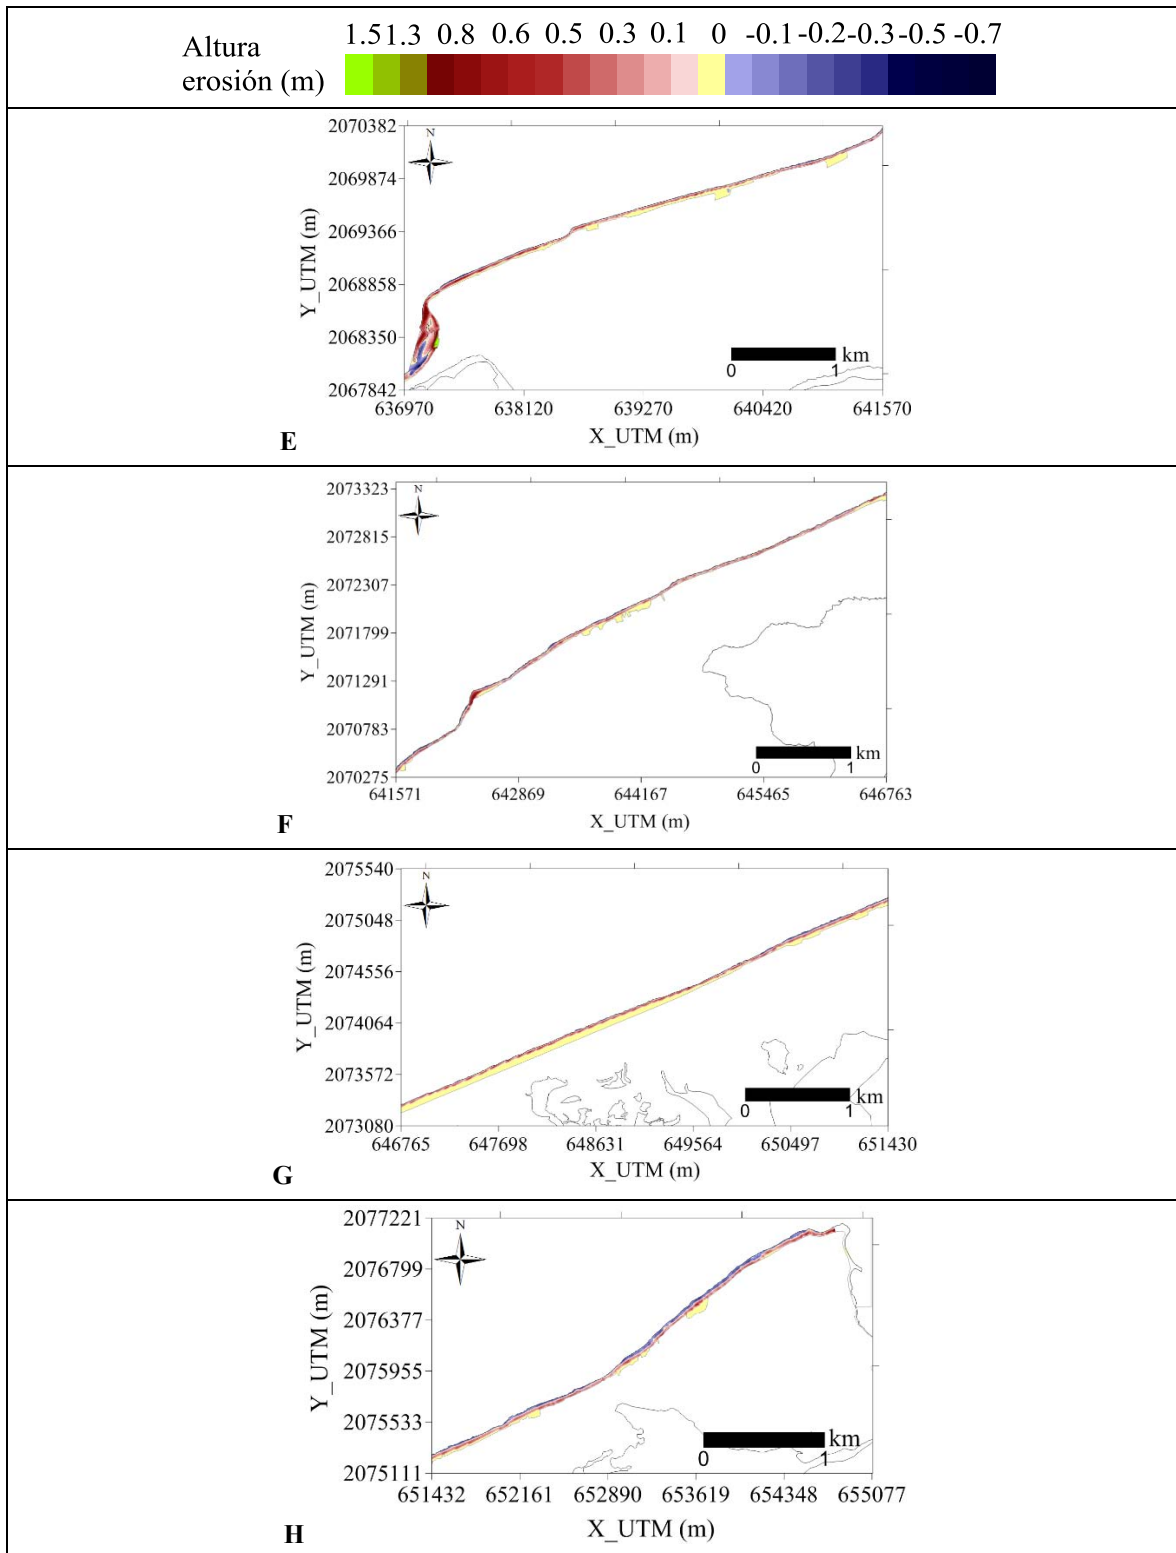 Altura
erosión (m)
1.5 1.3 0.8 0.6 0.5 0.3 0.1 0 -0.1 -0.2 -0.3 -0.5 -0.7
2070382
N
2069874
2069366
2068858
2068350
2067842
Y_UTM (m)
km
0 1
636970 638120 639270 640420 641570
X_UTM (m)
E
2073323
N
2072815
2072307
2071799
2071291
2070783
2070275
Y_UTM (m)
km
0 1
641571 642869 644167 645465 646763
X_UTM (m)
F
2075540
N
2075048
2074556
2074064
2073572
2073080
Y_UTM (m)
km
0 1
646765 647698 648631 649564 650497 651430
X_UTM (m)
G
2077221
N
2076799
2076377
2075955
2075533
2075111
Y_UTM (m)
km
0 1
651432 652161 652890 653619 654348 655077
X_UTM (m)
H